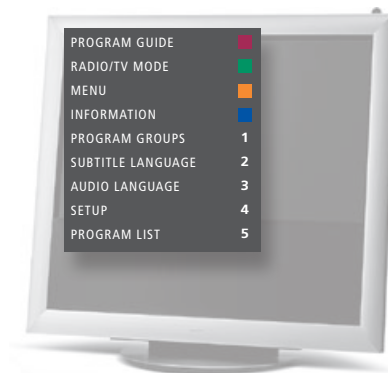 PROGRAM GUIDE
RADIO/TV MODE
MENU
INFORMATION
PROGRAM GROUPS 1
SUBTITLE LANGUAGE 2
AUDIO LANGUAGE 3
SETUP 4
PROGRAM LIST 5